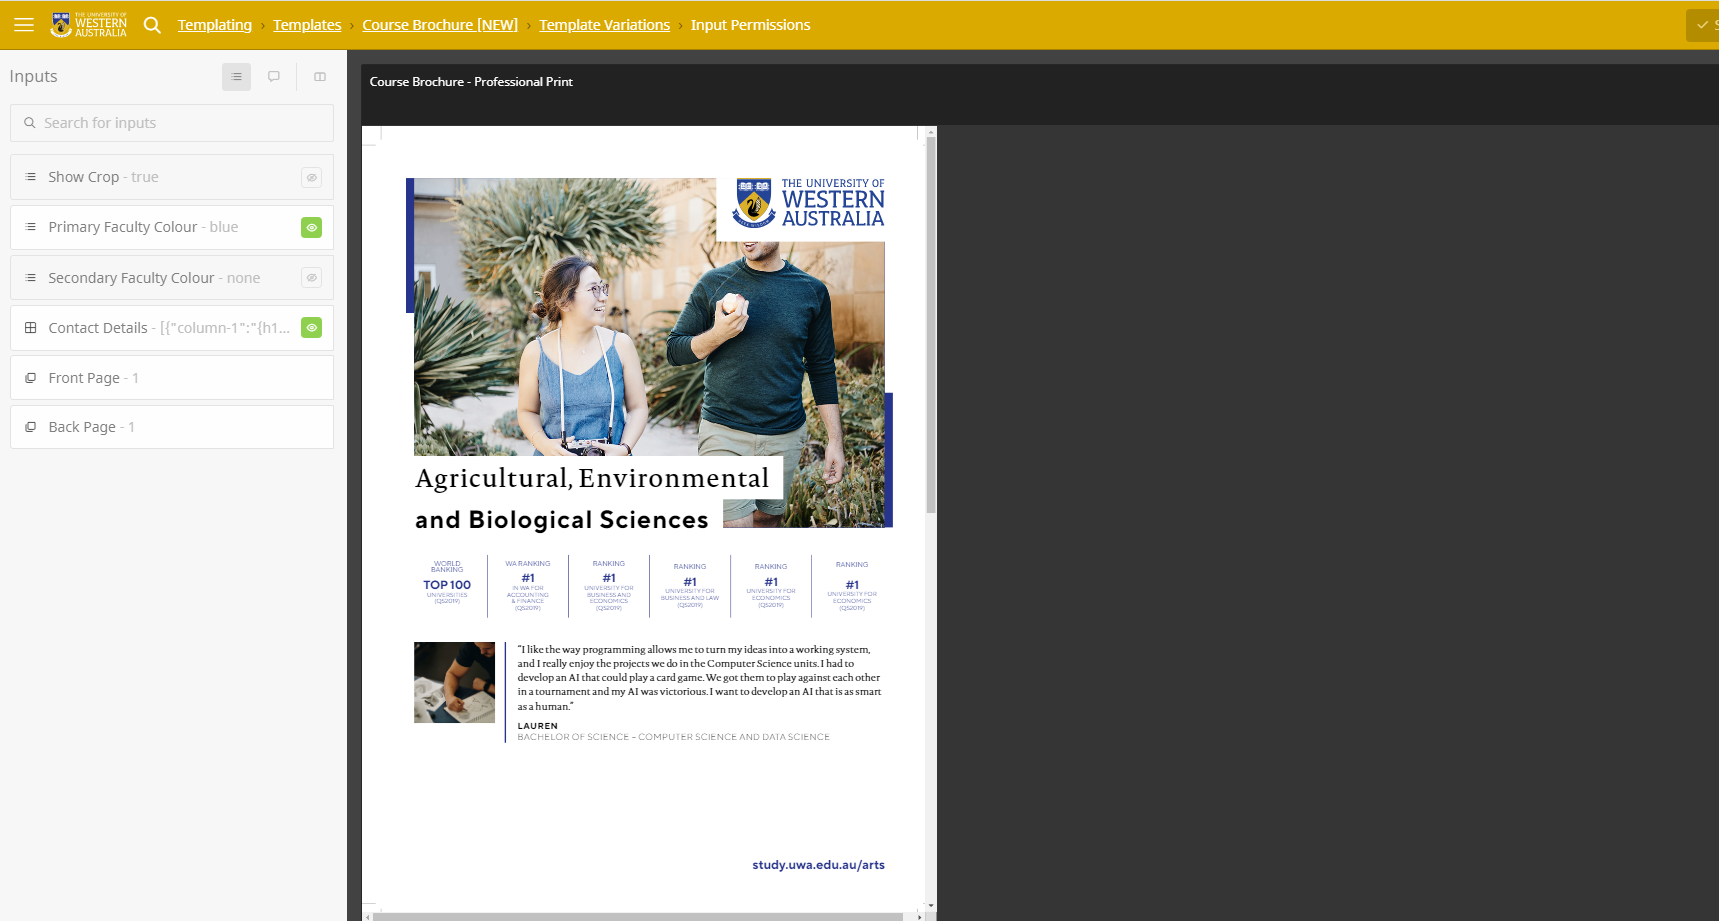 THE UNIVERSITY OF
WESTERN
AUSTRALIA
Templating › Templates › Course Brochure [NEW] › Template Variations › Input Permissions
Inputs
Search for inputs
Show Crop - true
Primary Faculty Colour - blue
Secondary Faculty Colour - none
Contact Details - [{"column-1":"{h1...
Front Page - 1
Back Page - 1
Course Brochure - Professional Print
THE UNIVERSITY OF
WESTERN
AUSTRALIA
Agricultural, Environmental
and Biological Sciences
WORLD
RANKING
TOP 100
UNIVERSITIES
(QS2019)
WA RANKING
#1
IN WA FOR
ACCOUNTING
& FINANCE
(QS2019)
RANKING
#1
UNIVERSITY FOR
BUSINESS AND
ECONOMICS
(QS2019)
RANKING
#1
UNIVERSITY FOR
BUSINESS AND LAW
(QS2019)
RANKING
#1
UNIVERSITY FOR
ECONOMICS
(QS2019)
RANKING
#1
UNIVERSITY FOR
ECONOMICS
(QS2019)
"I like the way programming allows me to turn my ideas into a working system,
and I really enjoy the projects we do in the Computer Science units. I had to
develop an AI that could play a card game. We got them to play against each other
in a tournament and my AI was victorious. I want to develop an AI that is as smart
as a human."
LAUREN
BACHELOR OF SCIENCE – COMPUTER SCIENCE AND DATA SCIENCE
study.uwa.edu.au/arts